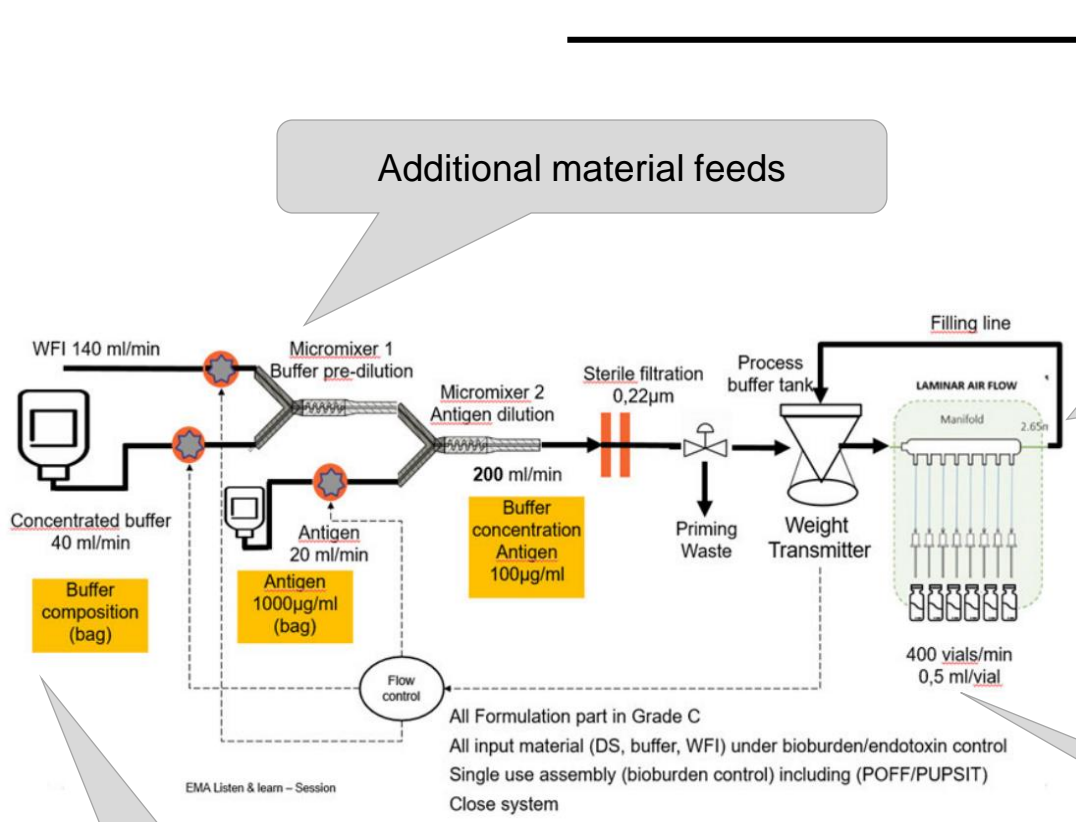 Additional material feeds
Filling line
WFI 140 ml/min
Micromixer 1
Buffer pre-dilution
Micromixer 2
Antigen dilution
Sterile filtration
0,22µm
Process
buffer tank
LAMINAR AIR FLOW
Manifold
200 ml/min
Concentrated buffer
40 ml/min
Antigen
20 ml/min
Buffer
concentration
Antigen
100µg/ml
Priming
Waste
Weight
Transmitter
Buffer
composition
(bag)
Antigen
1000µg/ml
(bag)
400 vials/min
0,5 ml/vial
Flow
control
All Formulation part in Grade C
All input material (DS, buffer, WFI) under bioburden/endotoxin control
Single use assembly (bioburden control) including (POFF/PUPSIT)
Close system
EMA Listen & learn – Session